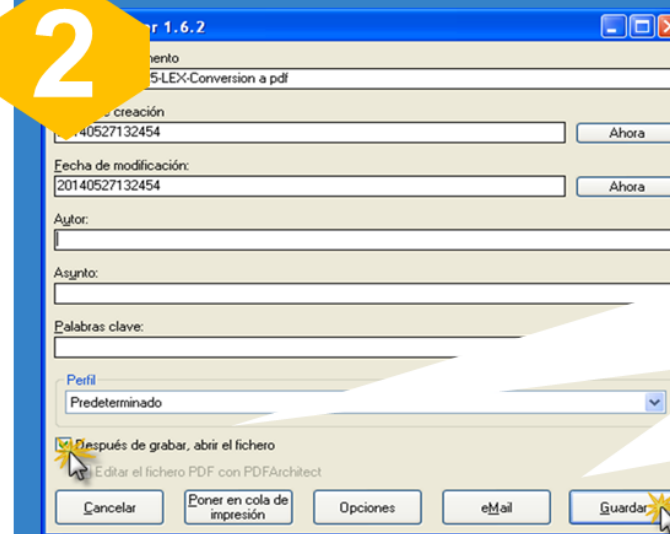 2
1.6.2
5-LEX-Conversion a pdf
creación
20140527132454
Ahora
Fecha de modificación:
20140527132454
Ahora
Autor:
Asunto:
Palabras clave:
Perfil
Predeterminado
Después de grabar, abrir el fichero
Editar el fichero PDF con PDFArchitect
Cancelar
Poner en cola de
impresión
Opciones
eMail
Guardar